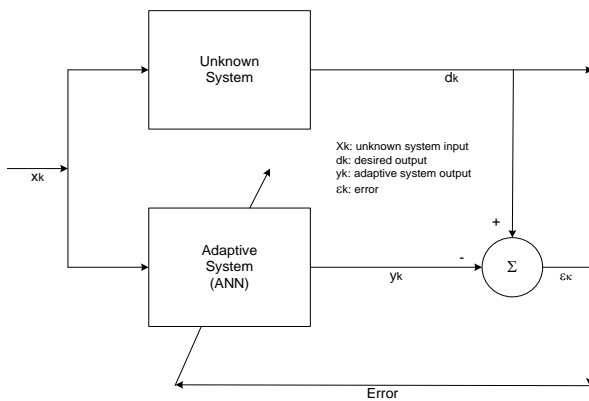 Unknown
System
dk
Xk: unknown system input
dk: desired output
yk: adaptive system output
εk: error
xk
+
Adaptive
System
(ANN)
-
Σ
yk
εκ
Error